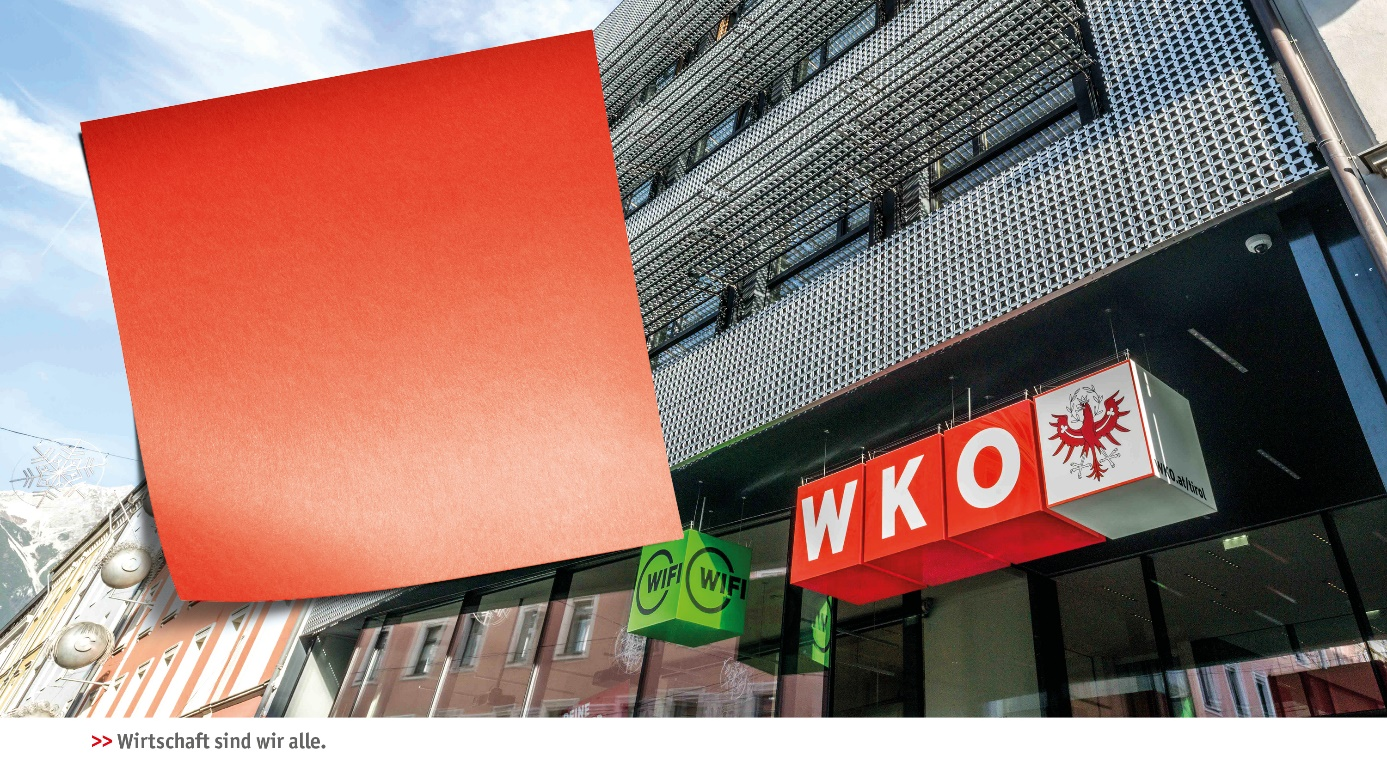 WIFI WIFI
WKO
WKO.at/tirol
>> Wirtschaft sind wir alle.